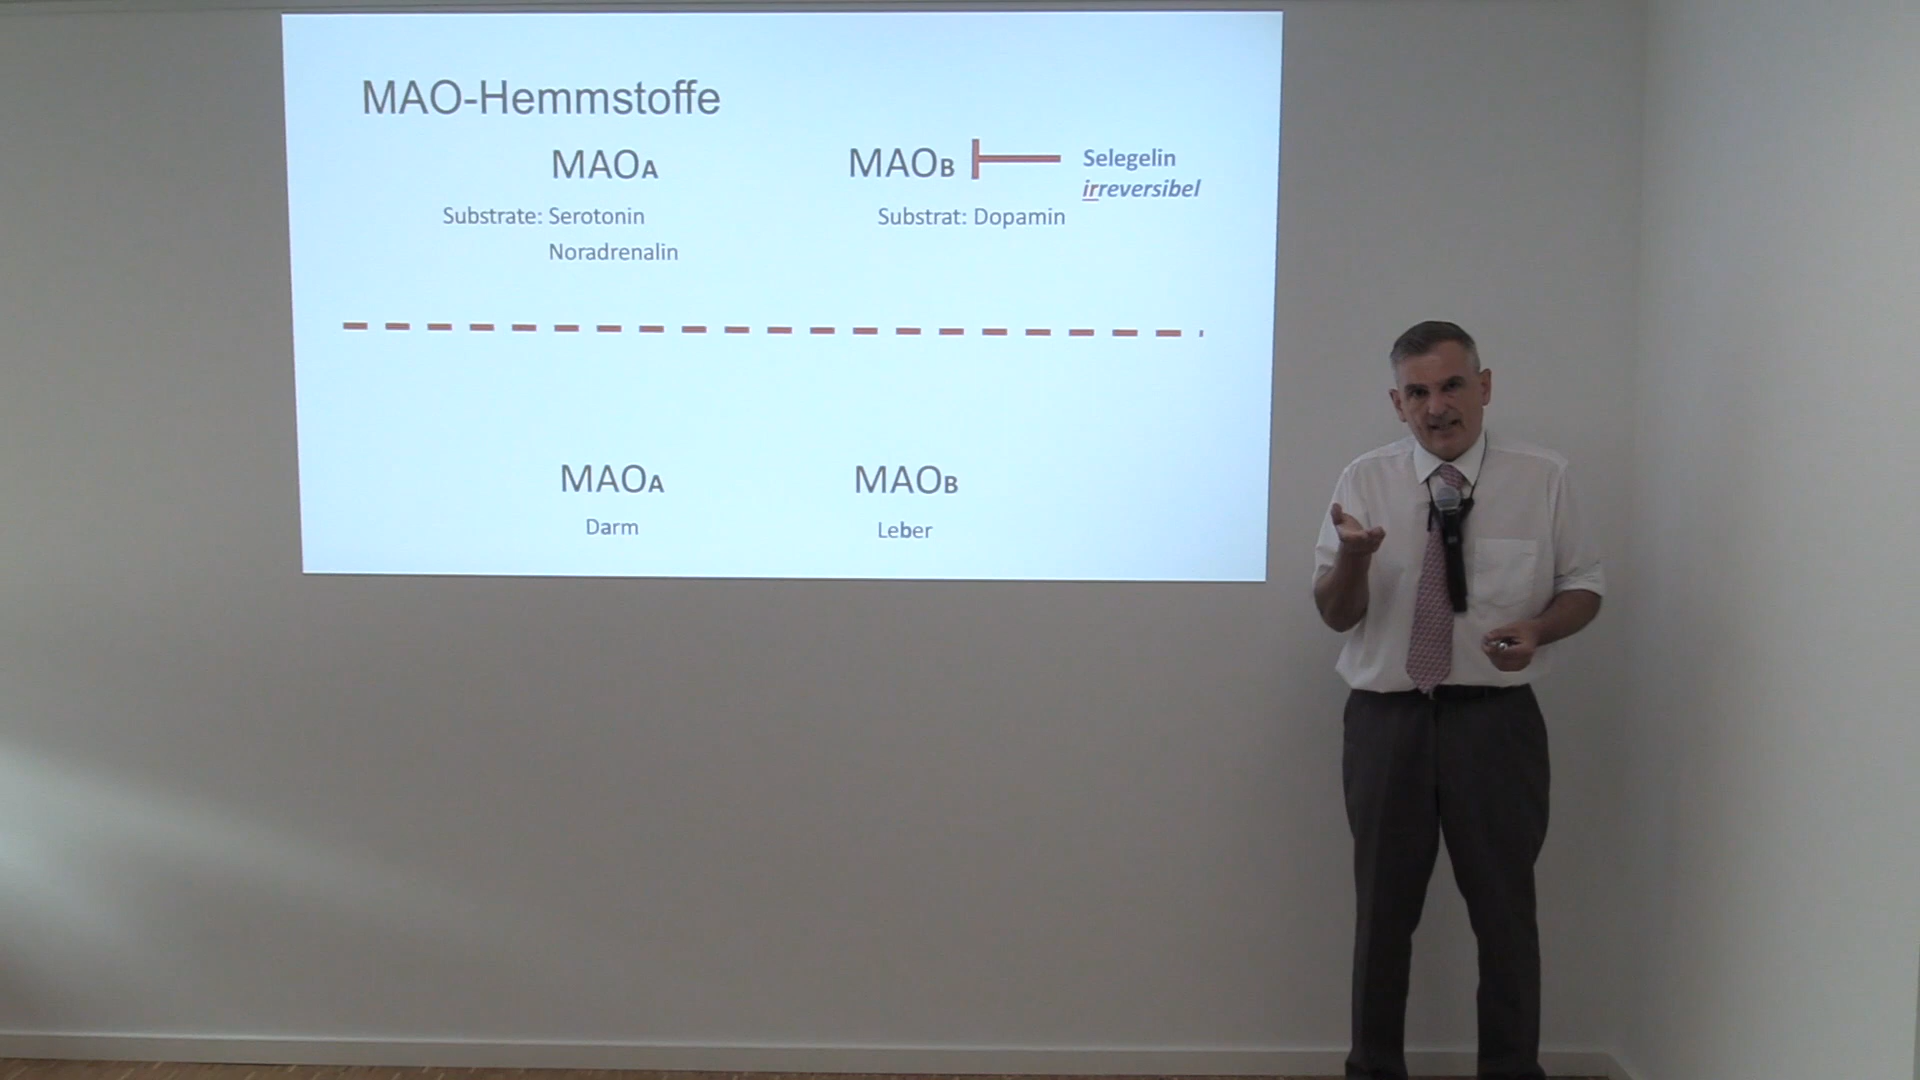 MAO-Hemmstoffe
MAOA
MAOB
Selegelin
irreversibel
Substrate: Serotonin
Noradrenalin
Substrat: Dopamin
MAOA
MAOB
Darm
Leber